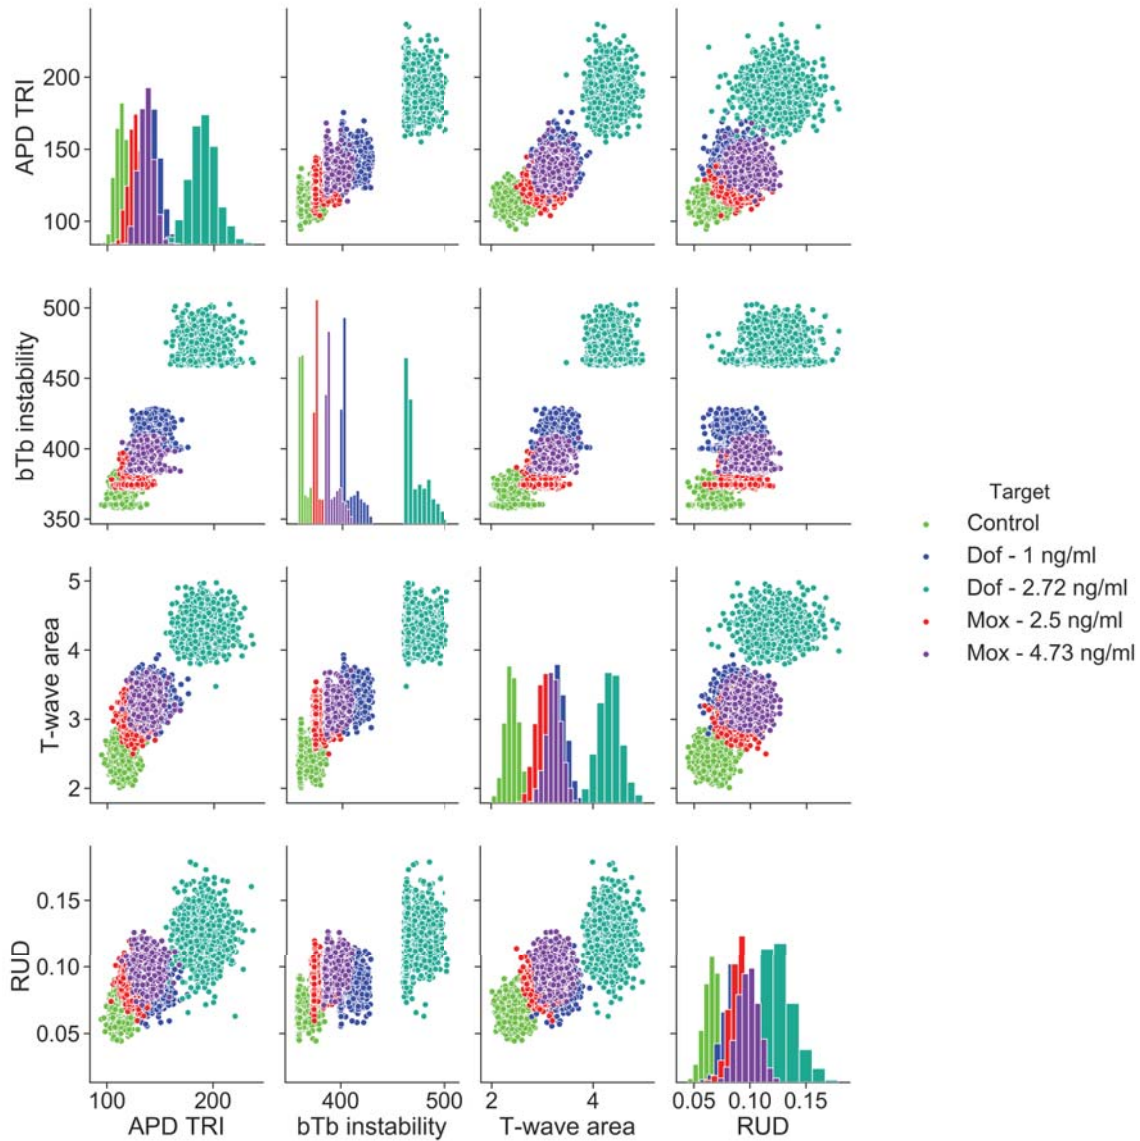 APD TRI
200
150
100
bTb instability
500
450
400
350
Target
Control
Dof - 1 ng/ml
Dof - 2.72 ng/ml
Mox - 2.5 ng/ml
Mox - 4.73 ng/ml
T-wave area
5
4
3
2
RUD
0.15
0.10
0.05
100 200 400 500 2 4 0.05 0.10 0.15
APD TRI bTb instability T-wave area RUD